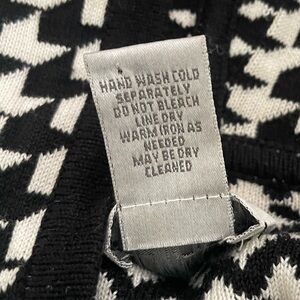 HAND WASH COLD
SEPARATELY
DO NOT BLEACH
LINE DRY
WARM IRON AS
NEEDED
MAY BE DRY
CLEANED